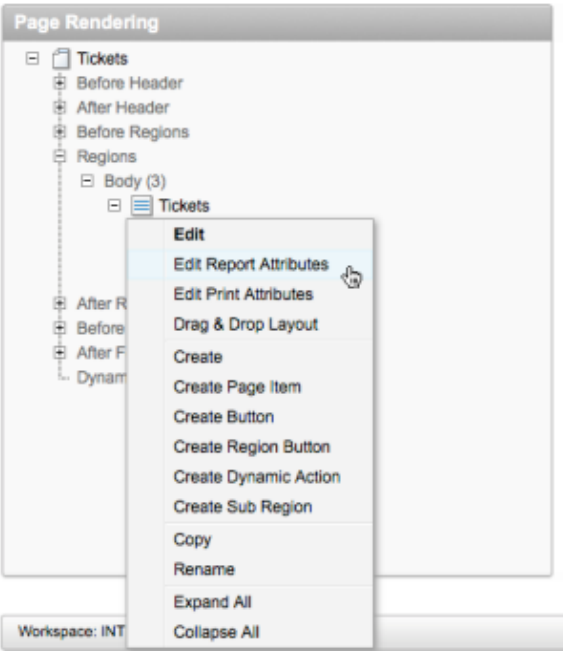 Page Rendering
Tickets
Before Header
After Header
Before Regions
Regions
Body (3)
Tickets
Edit
Edit Report Attributes
Edit Print Attributes
After R
Drag & Drop Layout
Before
After F
Create
Dynam
Create Page Item
Create Button
Create Region Button
Create Dynamic Action
Create Sub Region
Copy
Rename
Expand All
Workspace: INT
Collapse All